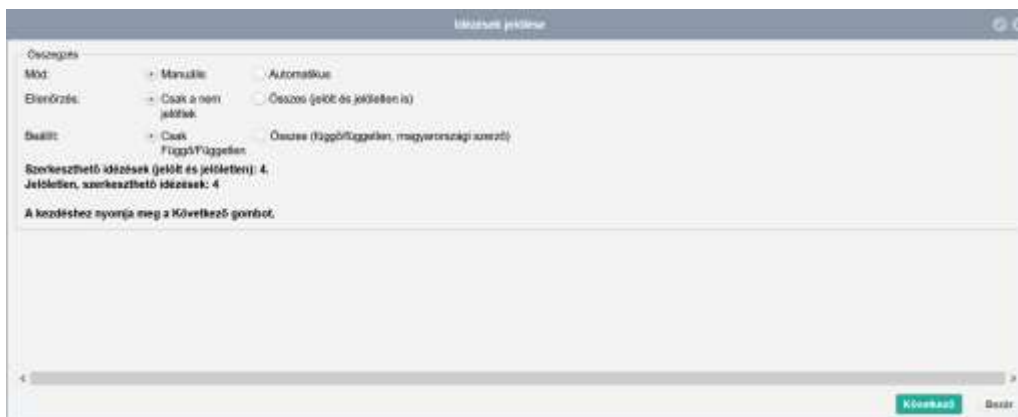 Idézések jelölése
Összegzés
Mód: Manuális Automatikus
Ellenőrzés: Csak a nem jelöltek Összes (jelölt és jelöletlen is)
Beállít: Csak Függő/Független Összes (függő/független, magyarországi szerző)
Szerkeszthető idézések (jelölt és jelöletlen): 4.
Jelöletlen, szerkeszthető idézések: 4
A kezdéshez nyomja meg a Következő gombot.
Következő Bezár